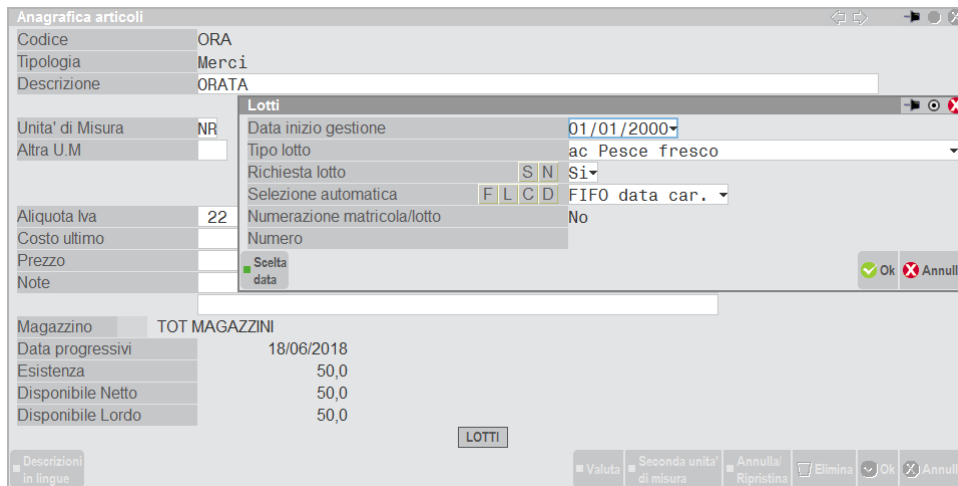 Anagrafica articoli
Codice ORA
Tipologia Merci
Descrizione ORATA
Lotti
Unita' di Misura NR
Altra U.M
Data inizio gestione 01/01/2000
Tipo lotto ac Pesce fresco
Richiesta lotto S N Si
Selezione automatica F L C D FIFO data car.
Numerazione matricola/lotto No
Numero
Aliquota Iva 22
Costo ultimo
Prezzo
Note
Scelta
data
Ok
Annull
Magazzino TOT MAGAZZINI
Data progressivi 18/06/2018
Esistenza 50,0
Disponibile Netto 50,0
Disponibile Lordo 50,0
LOTTI
Descrizioni
in lingue
Valuta
Seconda unita'
di misura
Annulla/
Ripristina
Elimina
Ok
Annull